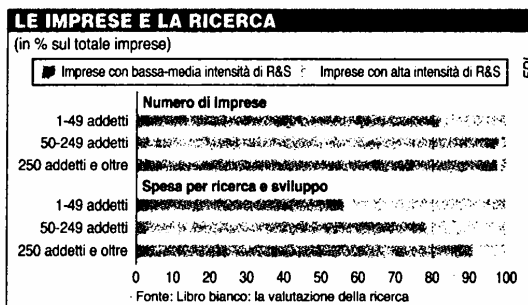 LE IMPRESE E LA RICERCA
(in % sul totale imprese)
Imprese con bassa-media intensità di R&S Imprese con alta intensità di R&S
Numero di Imprese
1-49 addetti
50-249 addetti
250 addetti e oltre
Spesa per ricerca e sviluppo
1-49 addetti
50-249 addetti
250 addetti e oltre
0 10 20 30 40 50 60 70 80 90 100
Fonte: Libro bianco: la valutazione della ricerca